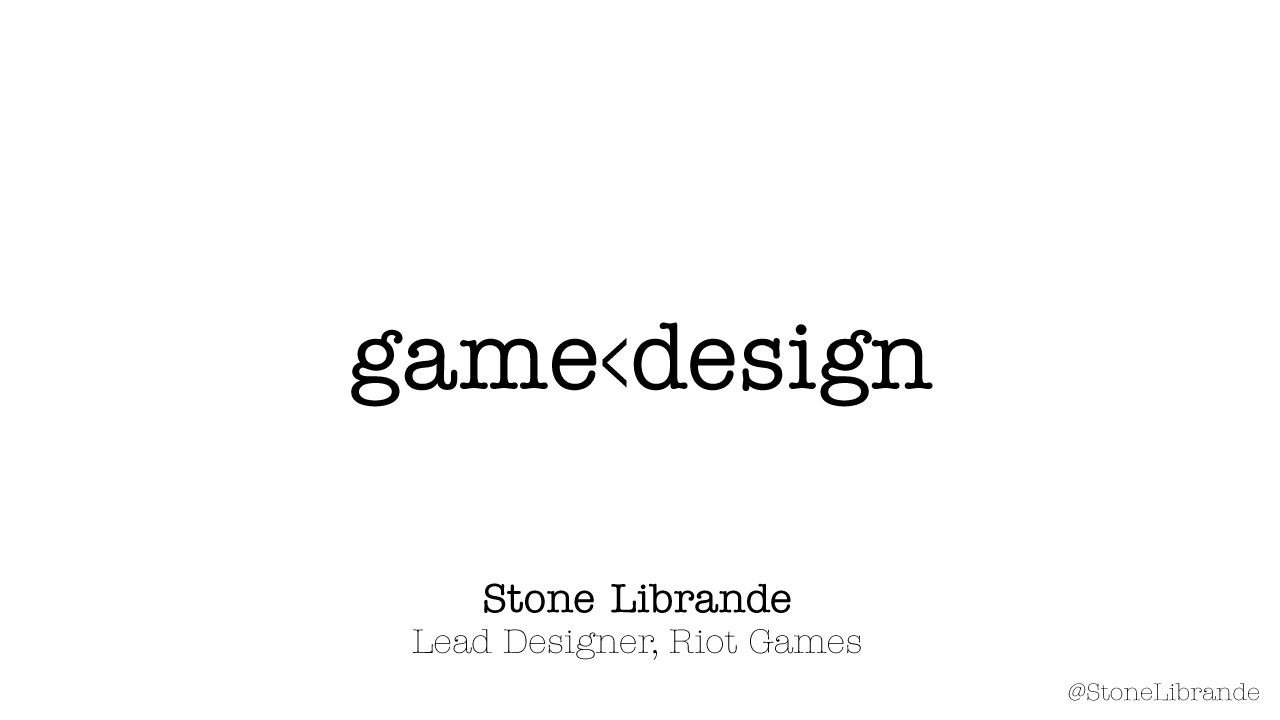 game<design
Stone Librande
Lead Designer, Riot Games
@StoneLibrande